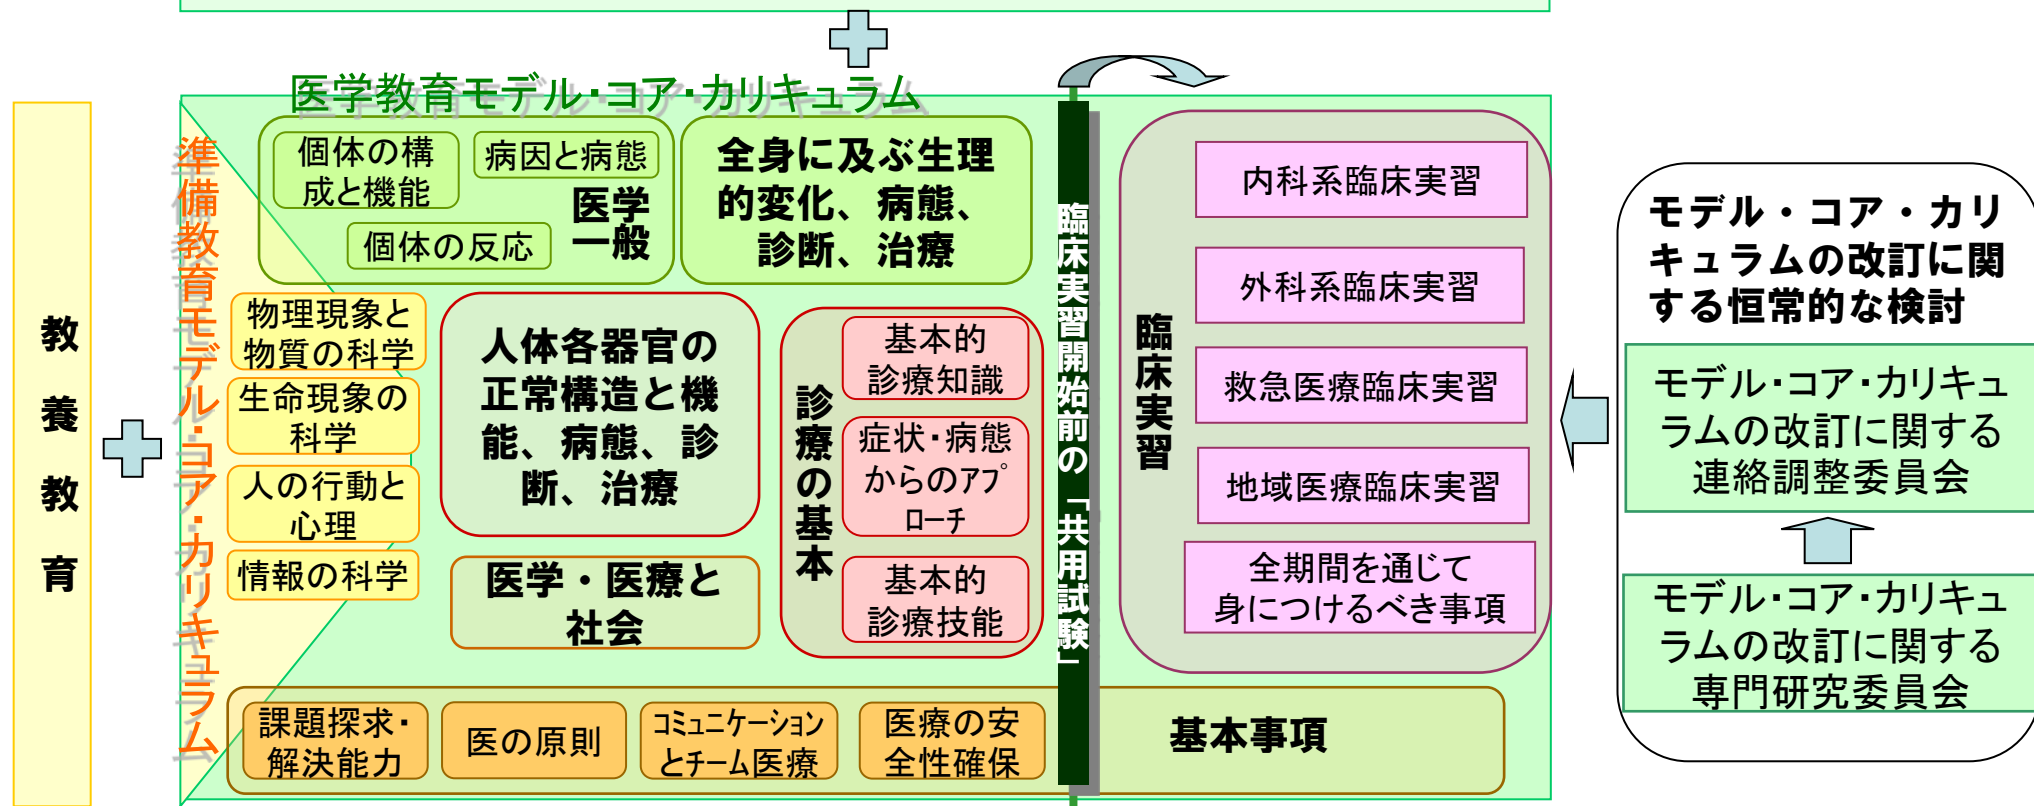 医学教育モデル・コア・カリキュラム
教養教育
準備教育モデル・コア・カリキュラム
個体の構
成と機能
病因と病態
個体の反応
医学
一般
全身に及ぶ生理
的変化、病態、
診断、治療
物理現象と
物質の科学
生命現象の
科学
人の行動と
心理
情報の科学
人体各器官の
正常構造と機
能、病態、診
断、治療
医学・医療と
社会
診療の基本
基本的
診療知識
症状・病態
からのアプ
ローチ
基本的
診療技能
臨床実習開始前の「共用試験」
臨床実習
内科系臨床実習
外科系臨床実習
救急医療臨床実習
地域医療臨床実習
全期間を通じて
身につけるべき事項
課題探求・
解決能力
医の原則
コミュニケーション
とチーム医療
医療の安
全性確保
基本事項
モデル・コア・カリ
キュラムの改訂に関
する恒常的な検討
モデル・コア・カリキュ
ラムの改訂に関する
連絡調整委員会
モデル・コア・カリキュ
ラムの改訂に関する
専門研究委員会